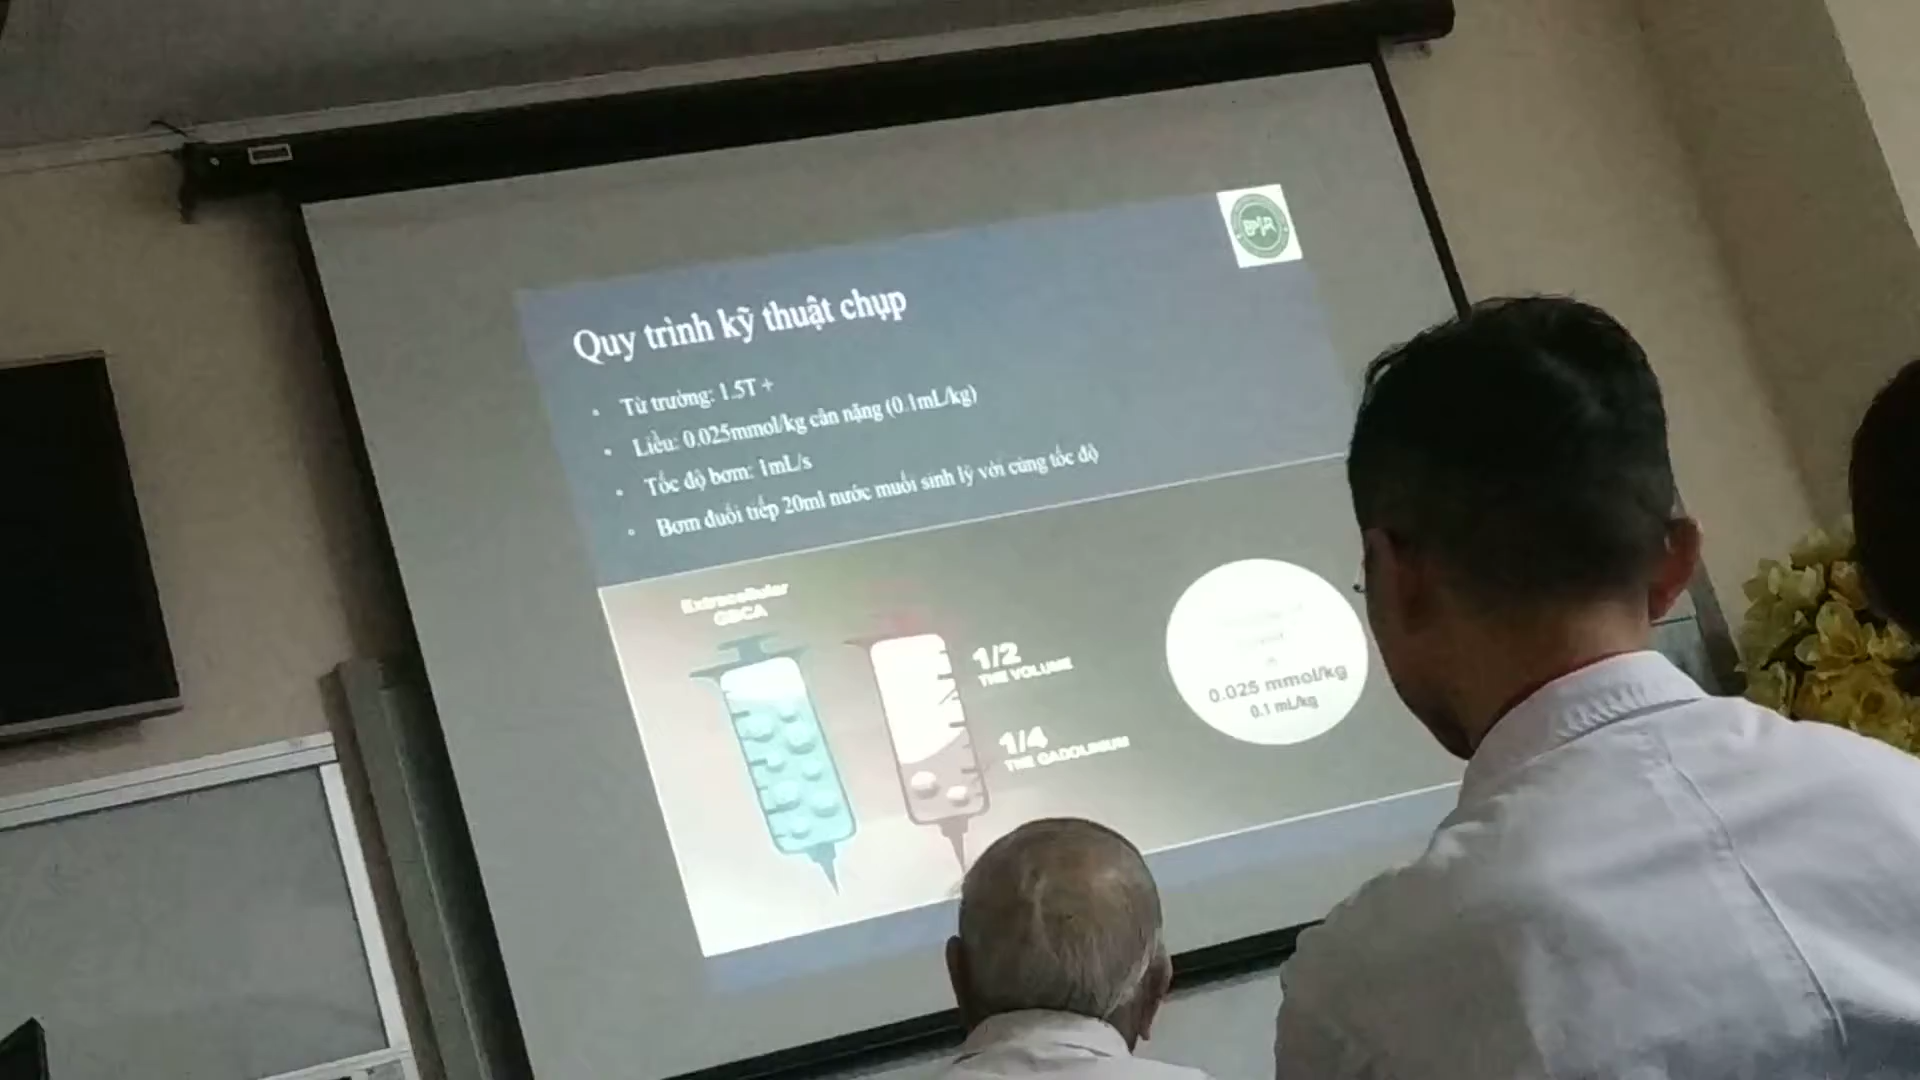 Quy trình kỹ thuật chụp
• Từ trường: 1.5T +
• Liều: 0.025mmol/kg cân nặng (0.1mL/kg)
• Tốc độ bơm: 1mL/s
• Bơm đuổi tiếp 20ml nước muối sinh lý với cùng tốc độ
Extracellular
GBCA
1/2
THE VOLUME
1/4
THE GADOLINIUM
0.025 mmol/kg
0.1 mL/kg